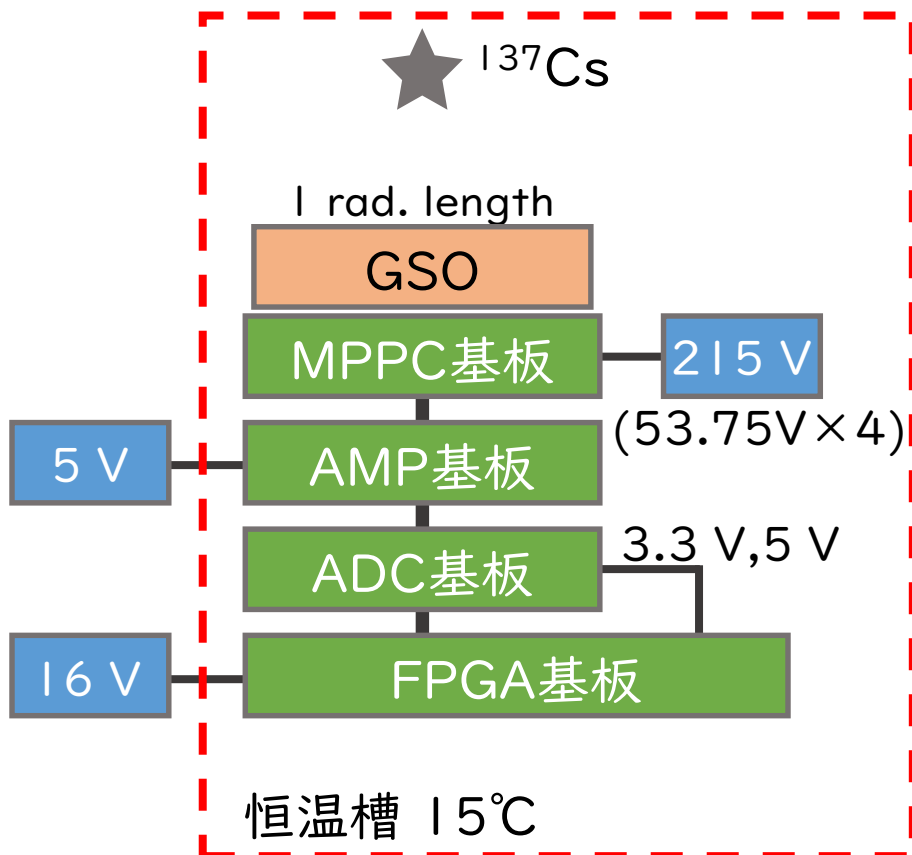 ¹³⁷Cs
1 rad. length
GSO
MPPC基板
215 V
(53.75V×4)
5 V
AMP基板
ADC基板
3.3 V,5 V
16 V
FPGA基板
恒温槽 15℃